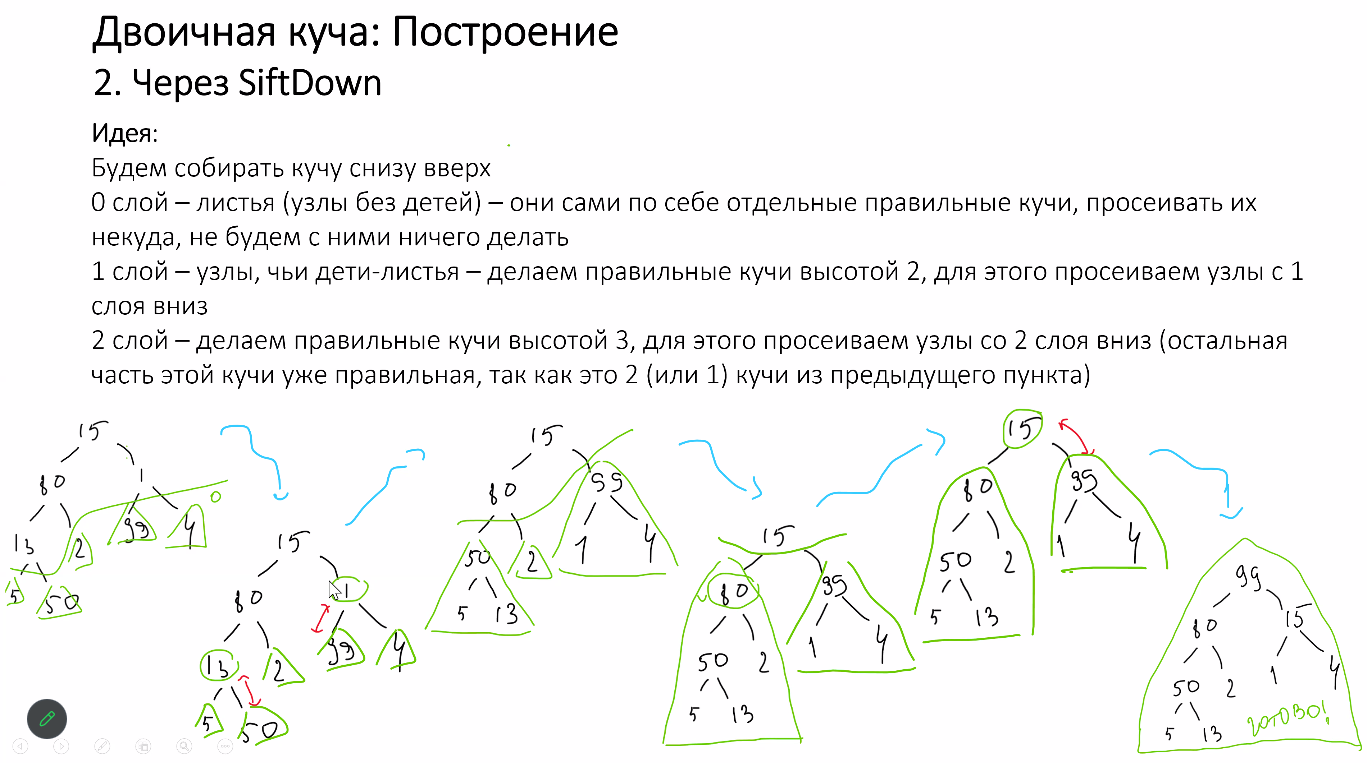 Двоичная куча: Построение
2. Через SiftDown
Идея:
Будем собирать кучу снизу вверх
0 слой – листья (узлы без детей) – они сами по себе отдельные правильные кучи, просеивать их
некуда, не будем с ними ничего делать
1 слой – узлы, чьи дети-листья – делаем правильные кучи высотой 2, для этого просеиваем узлы с 1
слоя вниз
2 слой – делаем правильные кучи высотой 3, для этого просеиваем узлы со 2 слоя вниз (остальная
часть этой кучи уже правильная, так как это 2 (или 1) кучи из предыдущего пункта)
15
80 1
0
13 2 99 4
5 50
15
80 1
13 2 99 4
5 50
15
80 99
50 2 1 4
5 13
15
80 99
50 2 1 4
5 13
15
80 99
50 2 1 4
5 13
99
80 15
50 2 1 4
5 13
готово!